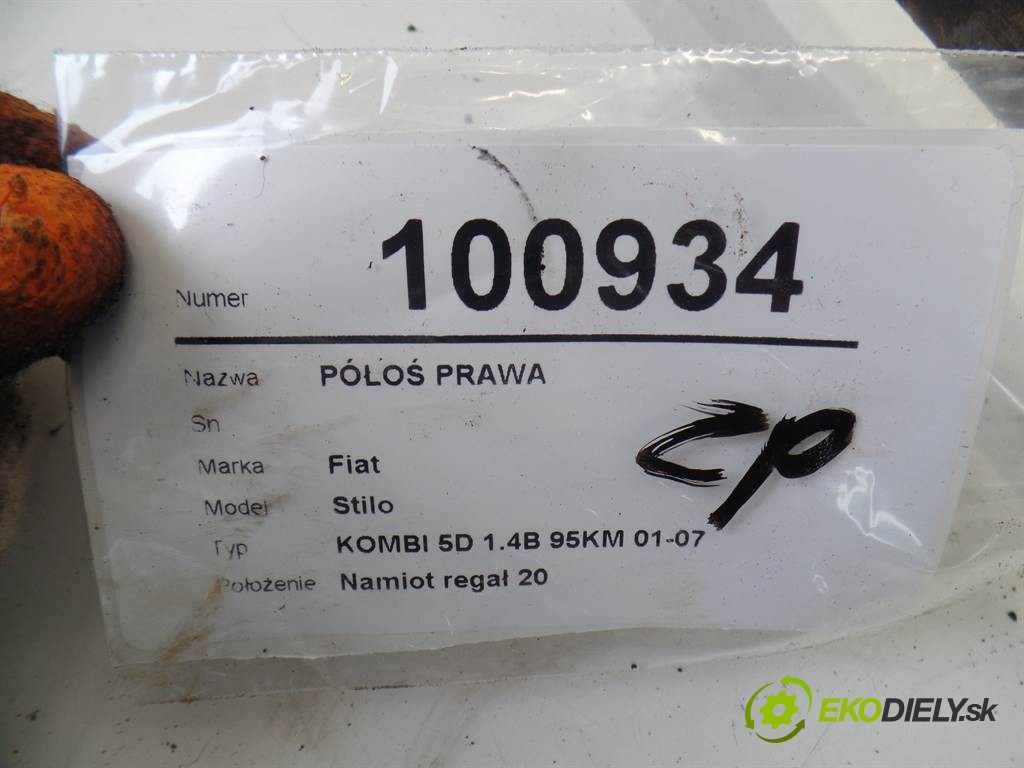 Numer 100934
Nazwa PÓŁOŚ PRAWA
Sn
Marka Fiat
Model Stilo
Typ KOMBI 5D 1.4B 95KM 01-07
Położenie Namiot regał 20
EKODIELY.sk